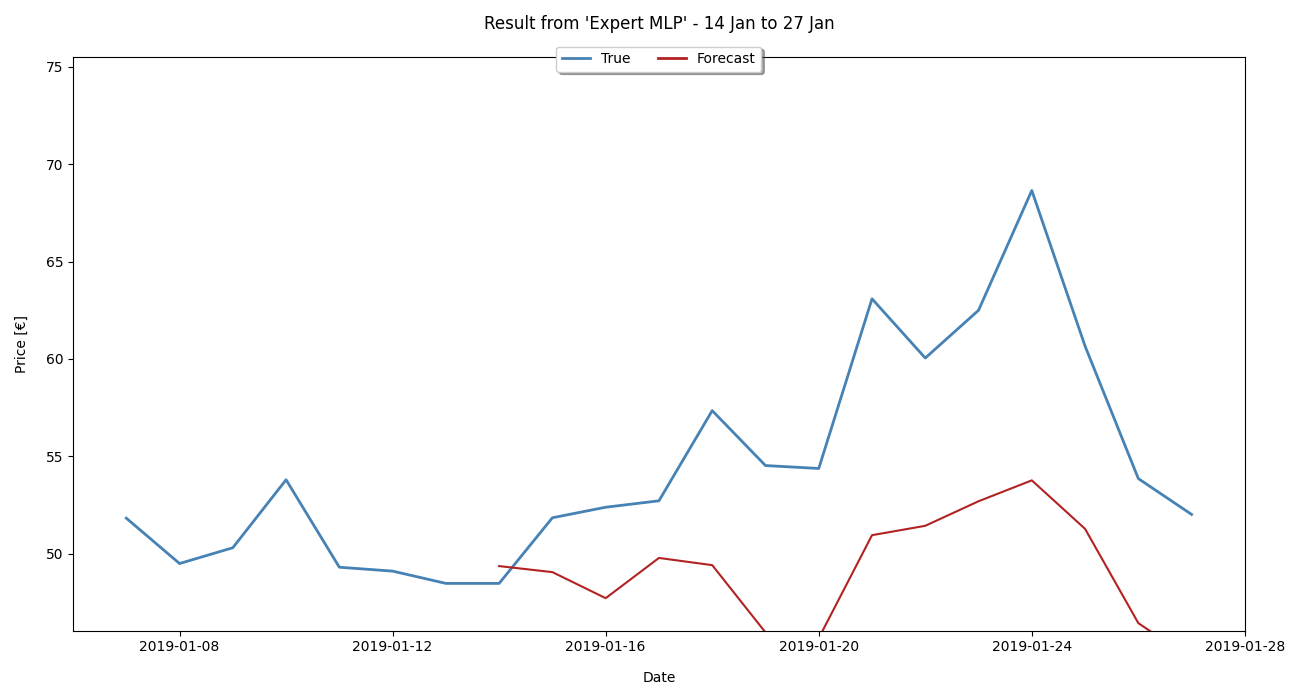 Result from 'Expert MLP' - 14 Jan to 27 Jan
True Forecast
75
70
65
60
55
50
Price [€]
2019-01-08 2019-01-12 2019-01-16 2019-01-20 2019-01-24 2019-01-28
Date